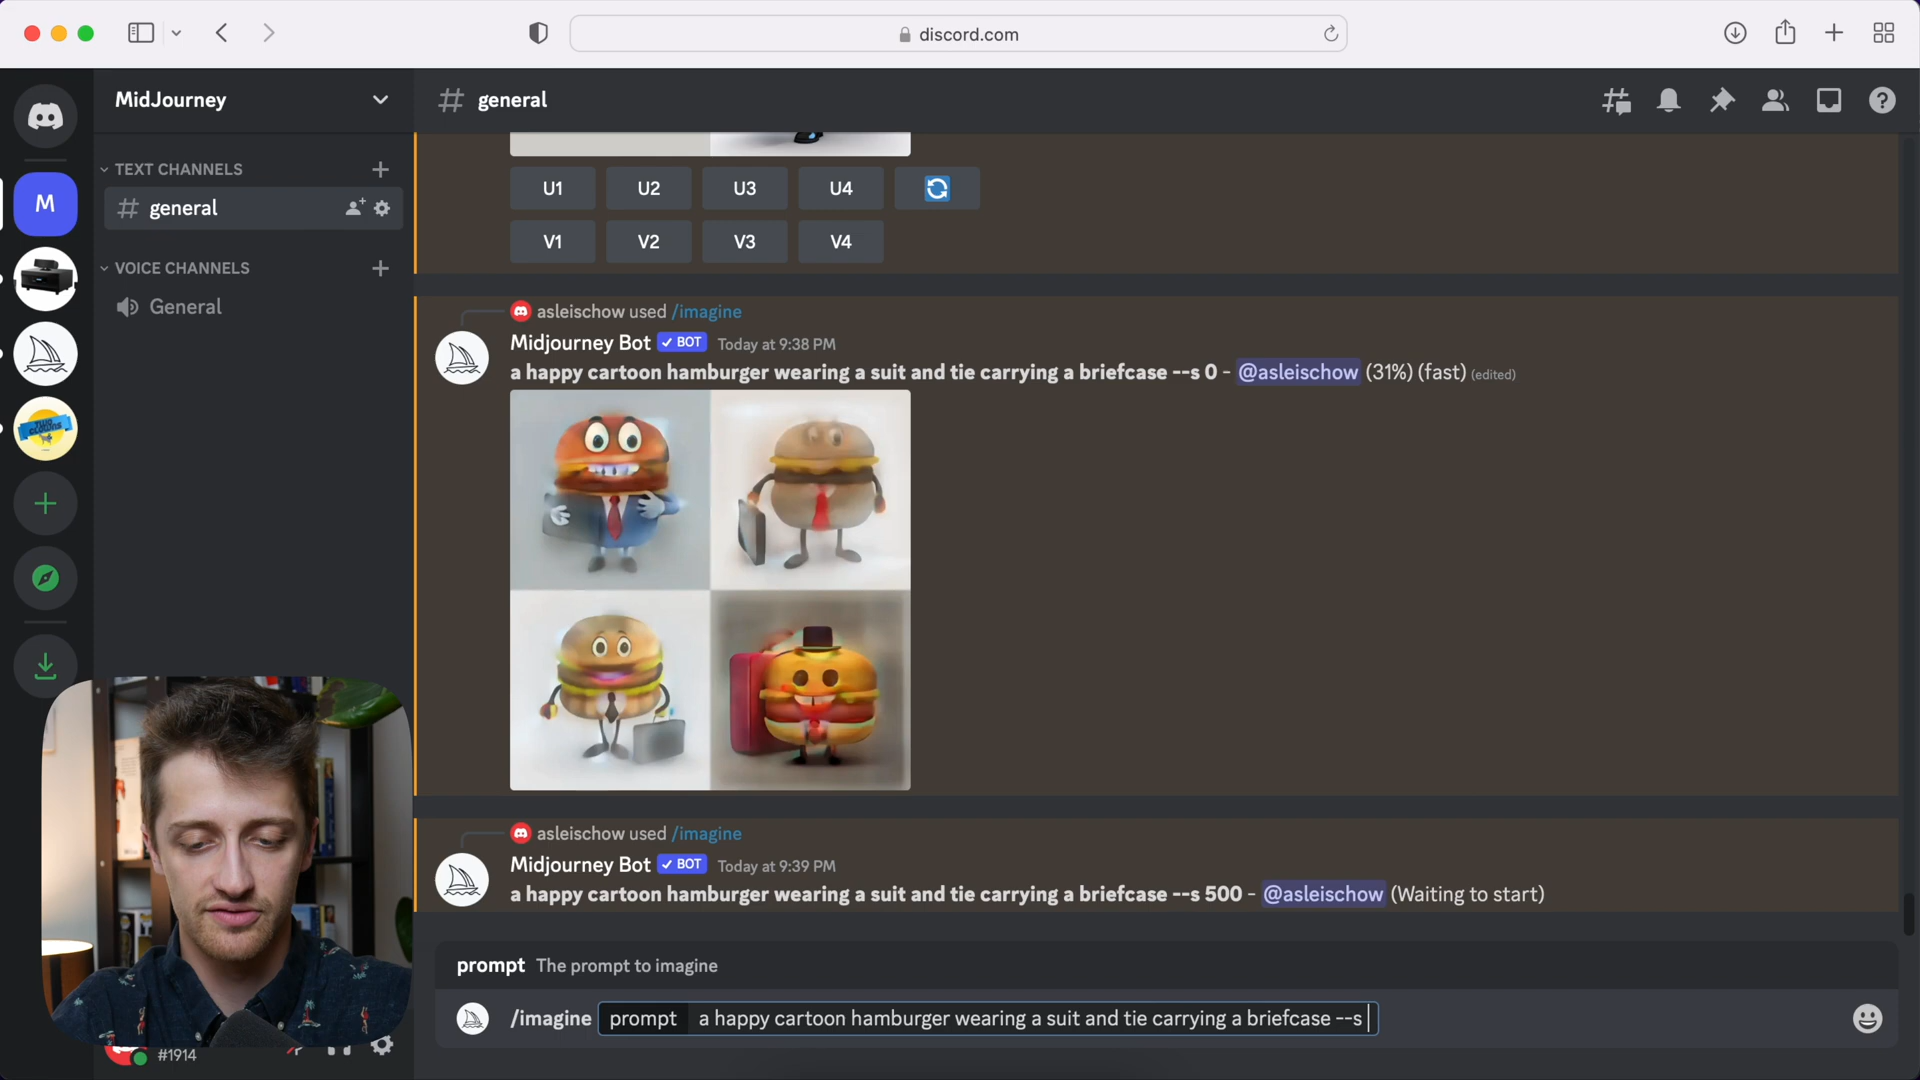 discord.com
MidJourney
general
TEXT CHANNELS
general
VOICE CHANNELS
General
M
U1 U2 U3 U4
V1 V2 V3 V4
asleischow used /imagine
Midjourney Bot ✓ BOT Today at 9:38 PM
a happy cartoon hamburger wearing a suit and tie carrying a briefcase --s 0 - @asleischow (31%) (fast) (edited)
asleischow used /imagine
Midjourney Bot ✓ BOT Today at 9:39 PM
a happy cartoon hamburger wearing a suit and tie carrying a briefcase --s 500 - @asleischow (Waiting to start)
prompt The prompt to imagine
/imagine prompt a happy cartoon hamburger wearing a suit and tie carrying a briefcase --s
#1914